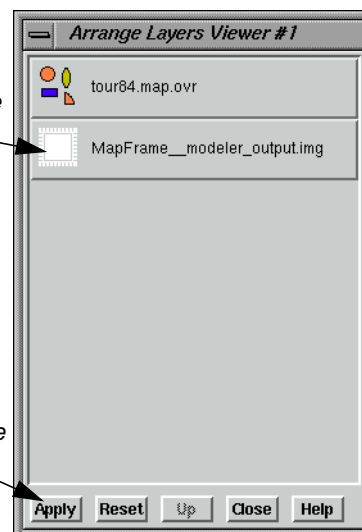 Arrange Layers Viewer #1
e
tour84.map.ovr
MapFrame__modeler_output.img
e
Apply Reset Up Close Help